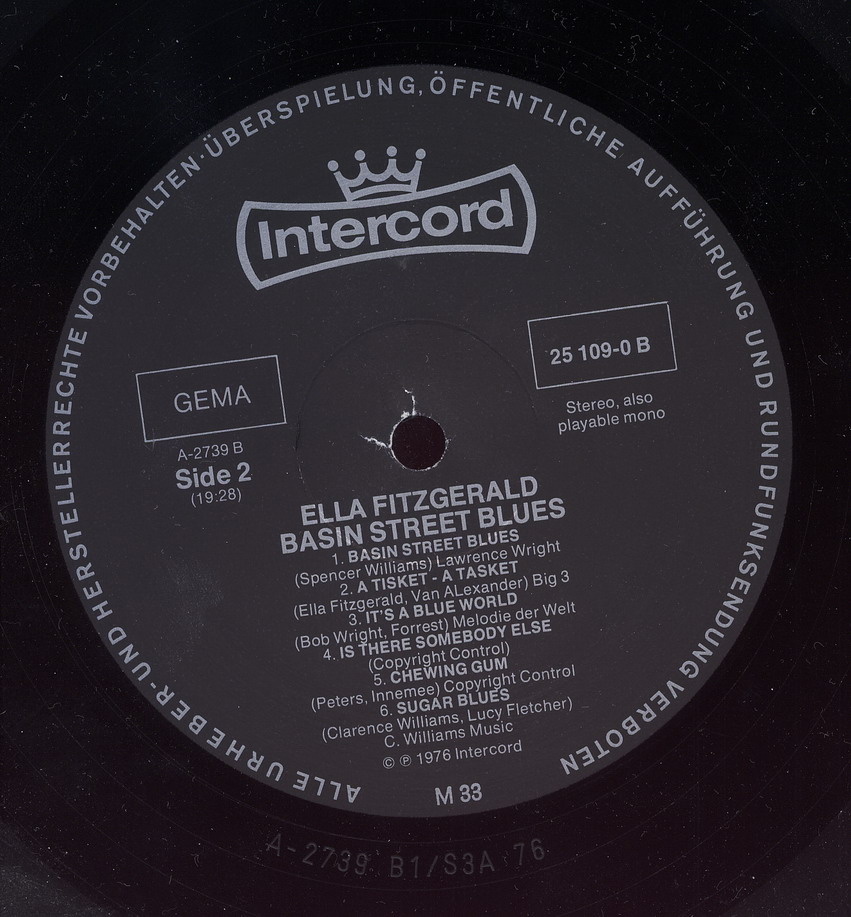 ALLE URHEBER- UND HERSTELLERRECHTE VORBEHALTEN·ÜBERSPIELUNG, ÖFFENTLICHE AUFFÜHRUNG UND RUNDFUNKSENDUNG VERBOTEN
Intercord
25 109-0 B
Stereo, also
playable mono
GEMA
A-2739 B
Side 2
(19:28)
ELLA FITZGERALD
BASIN STREET BLUES
1. BASIN STREET BLUES
(Spencer Williams) Lawrence Wright
2. A TISKET - A TASKET
(Ella Fitzgerald, Van ALexander) Big 3
3. IT'S A BLUE WORLD
(Bob Wright, Forrest) Melodie der Welt
4. IS THERE SOMEBODY ELSE
(Copyright Control)
5. CHEWING GUM
(Peters, Innemee) Copyright Control
6. SUGAR BLUES
(Clarence Williams, Lucy Fletcher)
C. Williams Music
© ℗ 1976 Intercord
M 33
A-2739 B1/S3A 76